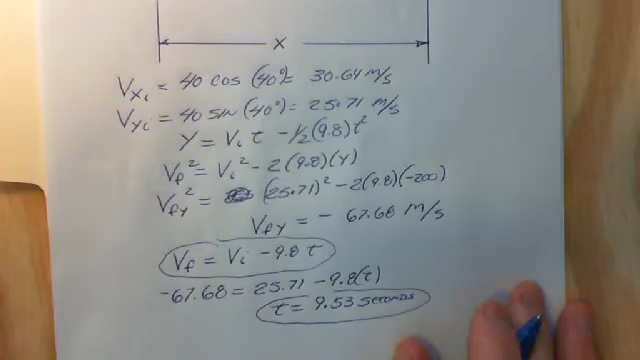 X
Vxi = 40 cos (40°) = 30.64 m/s
Vyi = 40 sin (40°) = 25.71 m/s
Y = Vi t - 1/2 (9.8) t²
Vf² = Vi² - 2(9.8)(Y)
Vfy² = (25.71)² - 2(9.8)(-200)
Vfy = - 67.68 m/s
Vf = Vi - 9.8 t
-67.68 = 25.71 - 9.8(t)
t = 9.53 seconds